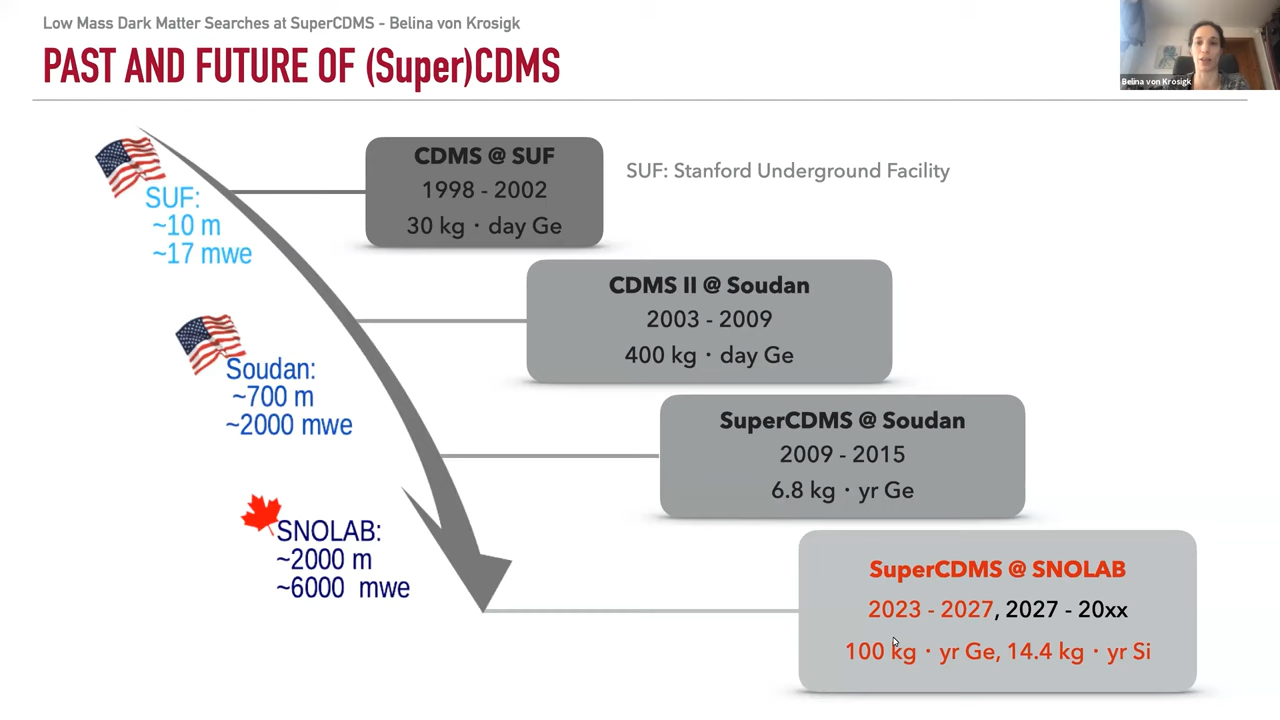 Low Mass Dark Matter Searches at SuperCDMS - Belina von Krosigk
PAST AND FUTURE OF (Super)CDMS
Belina von Krosigk
SUF:
~10 m
~17 mwe
CDMS @ SUF
1998 - 2002
30 kg · day Ge
SUF: Stanford Underground Facility
CDMS II @ Soudan
2003 - 2009
400 kg · day Ge
Soudan:
~700 m
~2000 mwe
SuperCDMS @ Soudan
2009 - 2015
6.8 kg · yr Ge
SNOLAB:
~2000 m
~6000 mwe
SuperCDMS @ SNOLAB
2023 - 2027, 2027 - 20xx
100 kg · yr Ge, 14.4 kg · yr Si